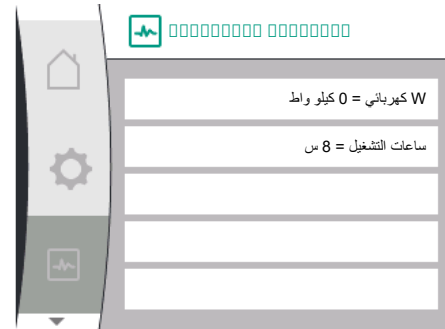 W كهربائي = 0 كيلو واط
ساعات التشغيل = 8 س